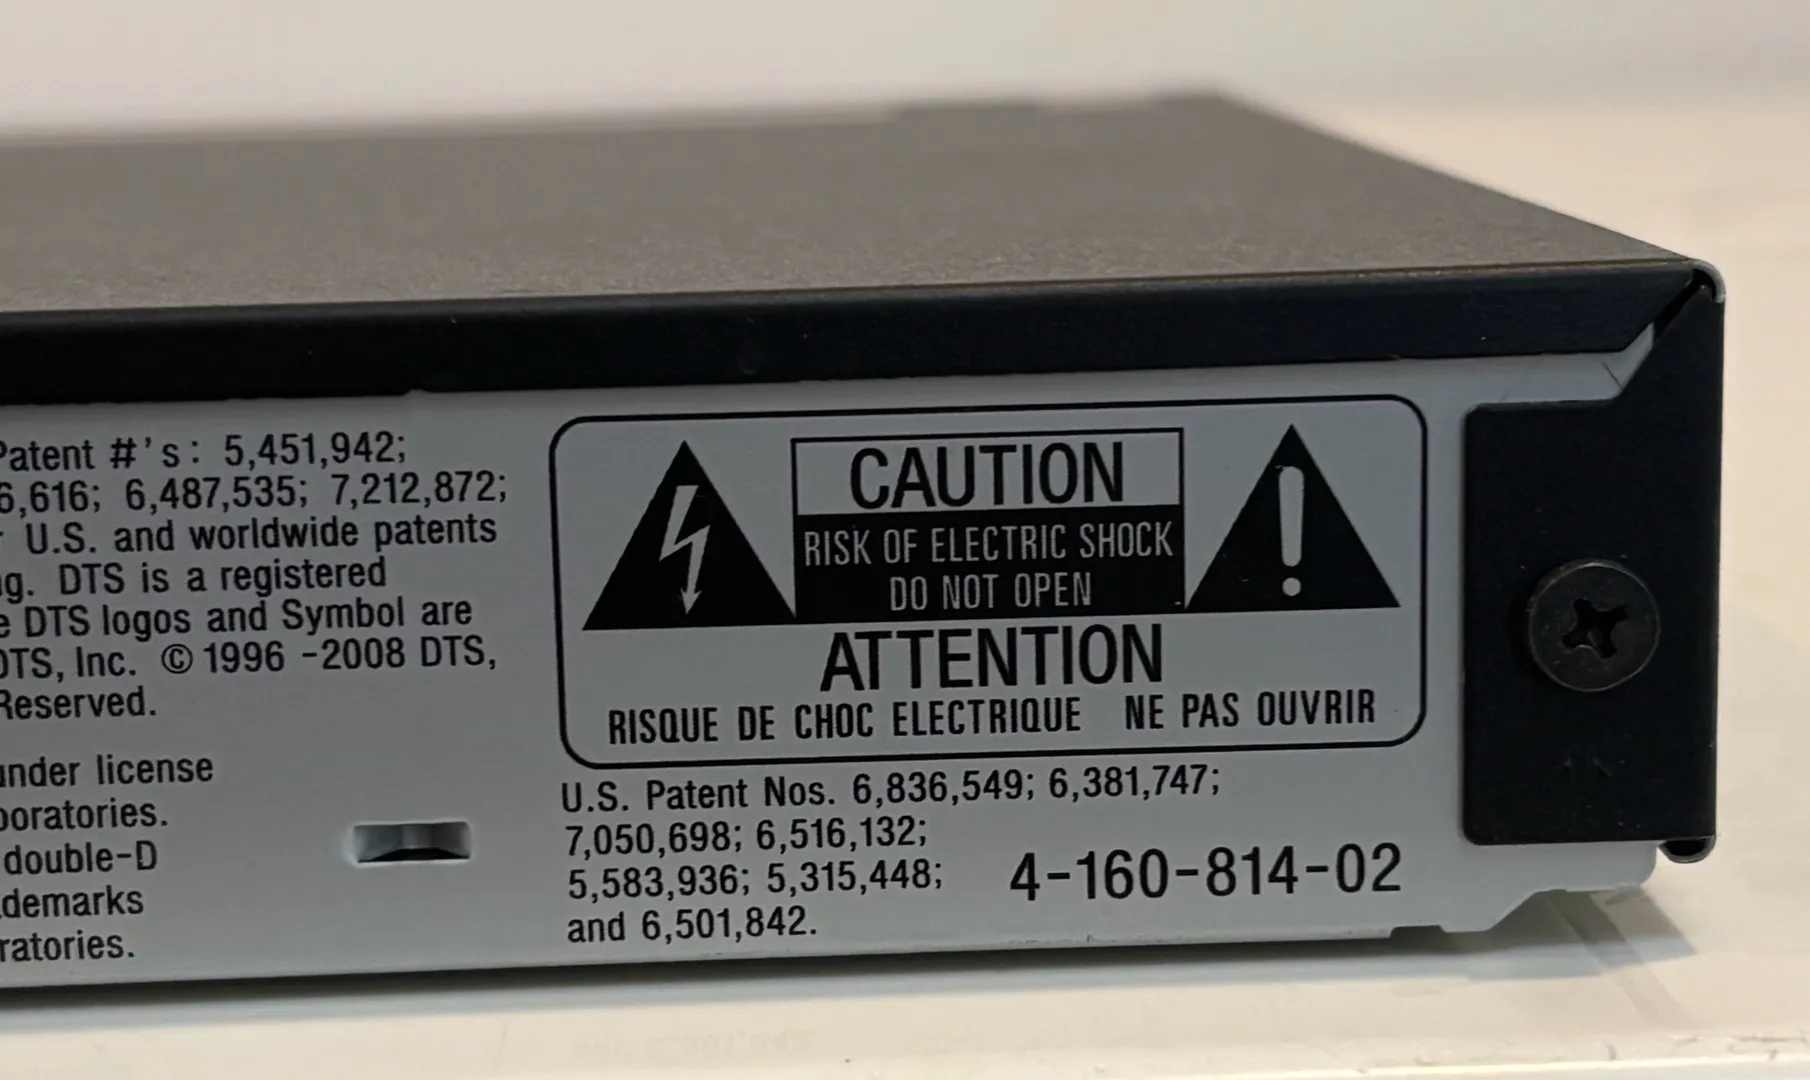 Patent #'s: 5,451,942;
6,616; 6,487,535; 7,212,872;
U.S. and worldwide patents
DTS is a registered
DTS logos and Symbol are
DTS, Inc. © 1996 -2008 DTS,
Reserved.
under license
double-D
CAUTION
RISK OF ELECTRIC SHOCK
DO NOT OPEN
ATTENTION
RISQUE DE CHOC ELECTRIQUE NE PAS OUVRIR
U.S. Patent Nos. 6,836,549; 6,381,747;
7,050,698; 6,516,132;
5,583,936; 5,315,448;
and 6,501,842.
4-160-814-02